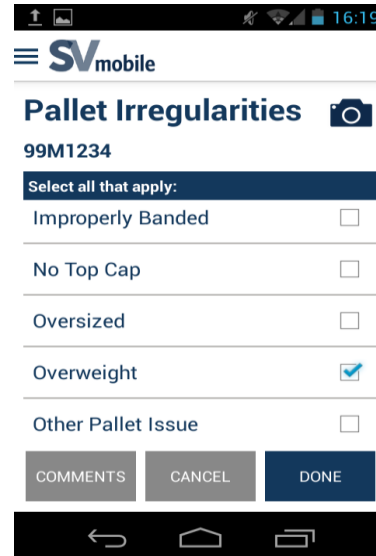 16:19
SVmobile
Pallet Irregularities
99M1234
Select all that apply:
Improperly Banded
No Top Cap
Oversized
Overweight
Other Pallet Issue
COMMENTS CANCEL DONE